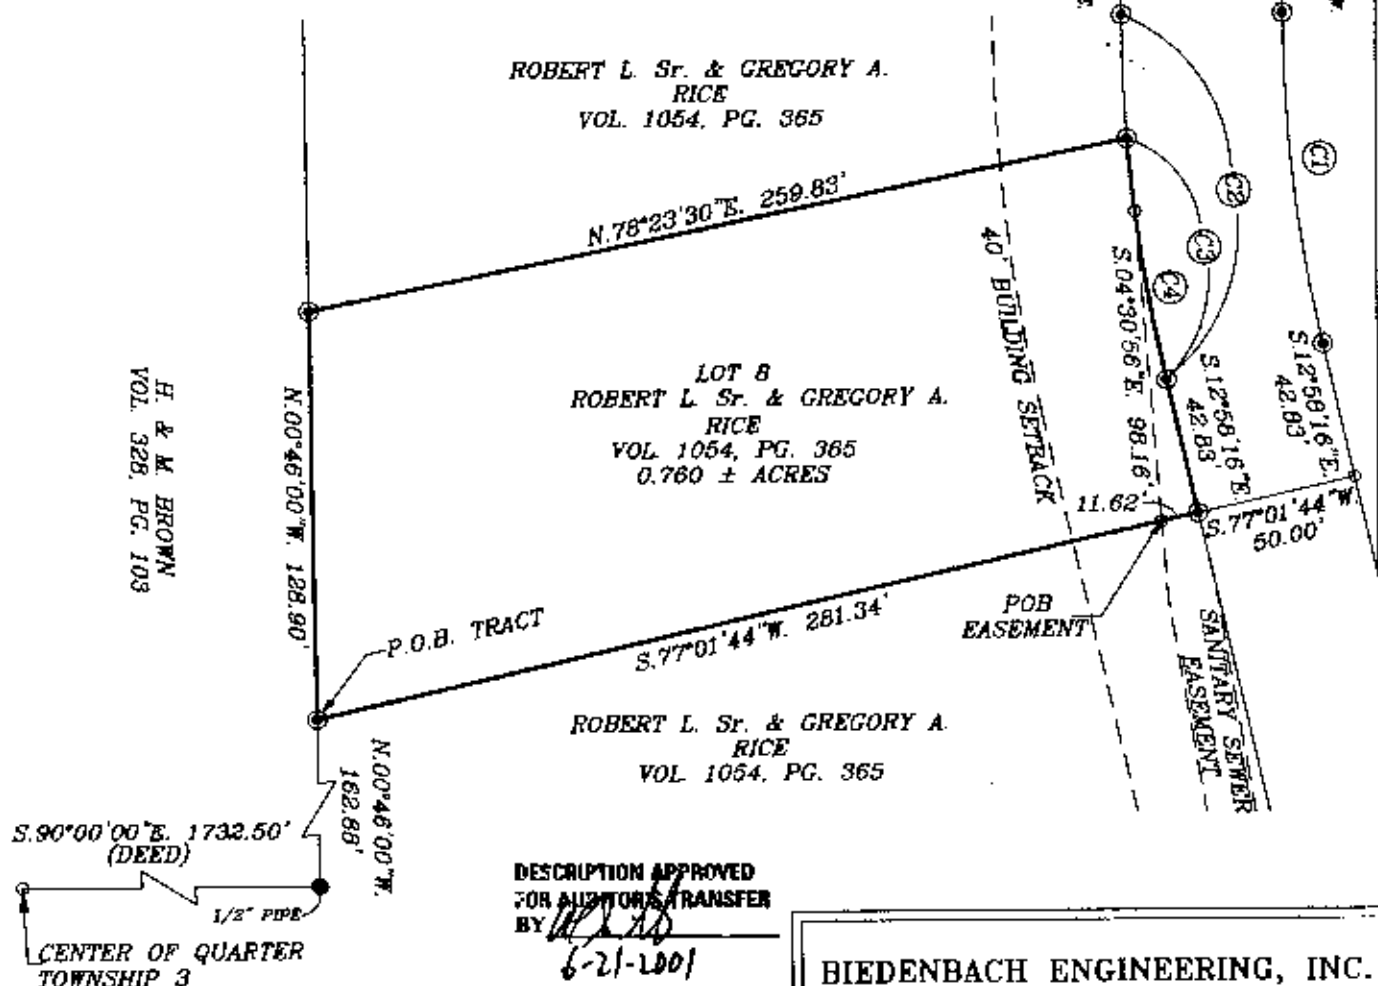 ROBERT L. Sr. & GREGORY A.
RICE
VOL. 1054, PG. 365
C1
C2
N.78°23'30"E. 259.83'
C3
40' BUILDING SETBACK
S.04°30'56"E. 98.16'
C4
S.12°58'16"E.
42.83'
S.12°58'16"E.
42.83'
H & M BROWN
VOL. 328, PG. 103
N.00°46'00"W. 128.90'
LOT 8
ROBERT L. Sr. & GREGORY A.
RICE
VOL. 1054, PG. 365
0.760 ± ACRES
11.62
S.77°01'44"W.
50.00'
P.O.B. TRACT
S.77°01'44"W. 281.34'
POB
EASEMENT
SANITARY SEWER
EASEMENT
ROBERT L. Sr. & GREGORY A.
RICE
VOL. 1054, PG. 365
N.00°46'00"W.
162.88'
S.90°00'00"E. 1732.50'
(DEED)
1/2" PIPE
CENTER OF QUARTER
TOWNSHIP 3
DESCRIPTION APPROVED
FOR AUDITORS TRANSFER
BY
6-21-2001
BIEDENBACH ENGINEERING, INC.